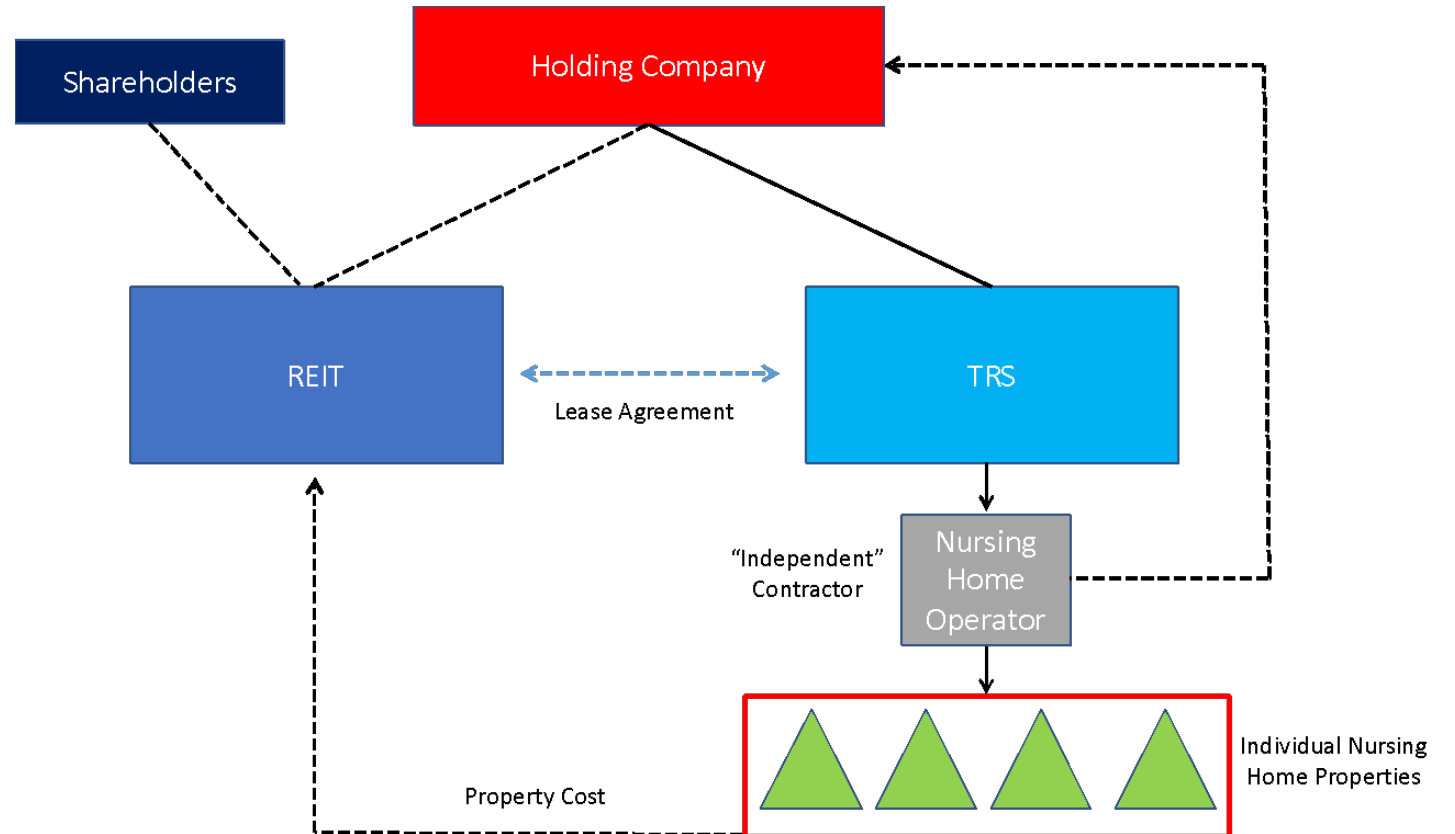 Shareholders
Holding Company
REIT
Lease Agreement
TRS
“Independent”
Contractor
Nursing
Home
Operator
Individual Nursing
Home Properties
Property Cost